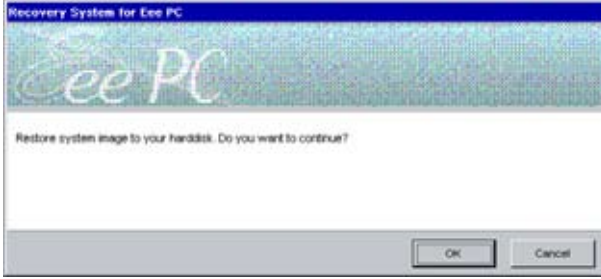 Recovery System for Eee PC
Eee PC
Restore system image to your harddisk. Do you want to continue?
OK
Cancel